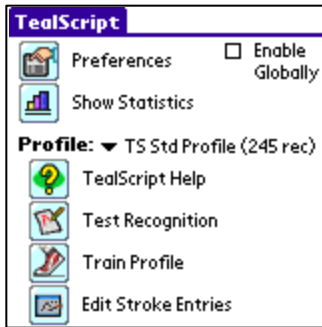 TealScript
Preferences
Enable
Globally
Show Statistics
Profile: TS Std Profile (245 rec)
TealScript Help
Test Recognition
Train Profile
Edit Stroke Entries